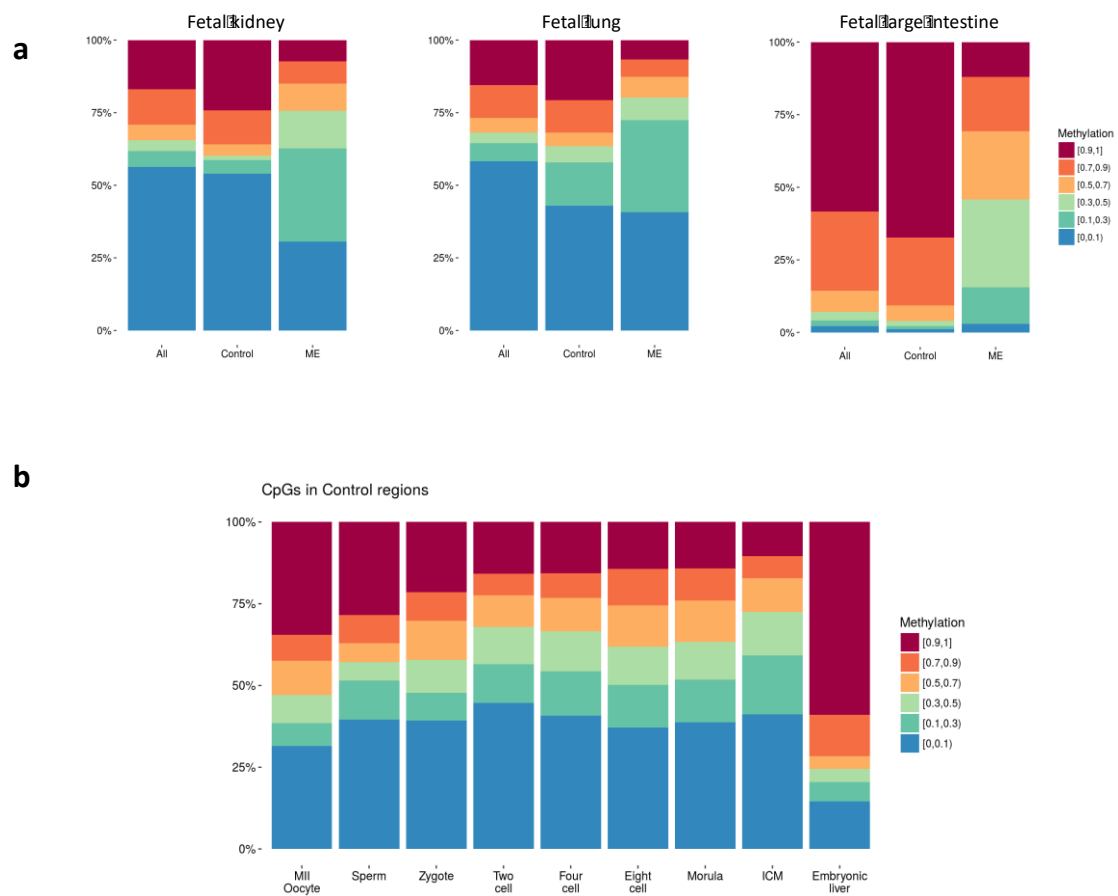 Fetal kidney
Fetal lung
Fetal large intestine
a
100%
75%
50%
25%
0%
All
Control
ME
100%
75%
50%
25%
0%
All
Control
ME
100%
75%
50%
25%
0%
All
Control
ME
Methylation
[0.9,1]
[0.7,0.9)
[0.5,0.7)
[0.3,0.5)
[0.1,0.3)
[0,0.1)
b
CpGs in Control regions
100%
75%
50%
25%
0%
MII
Oocyte
Sperm
Zygote
Two
cell
Four
cell
Eight
cell
Morula
ICM
Embryonic
liver
Methylation
[0.9,1]
[0.7,0.9)
[0.5,0.7)
[0.3,0.5)
[0.1,0.3)
[0,0.1)